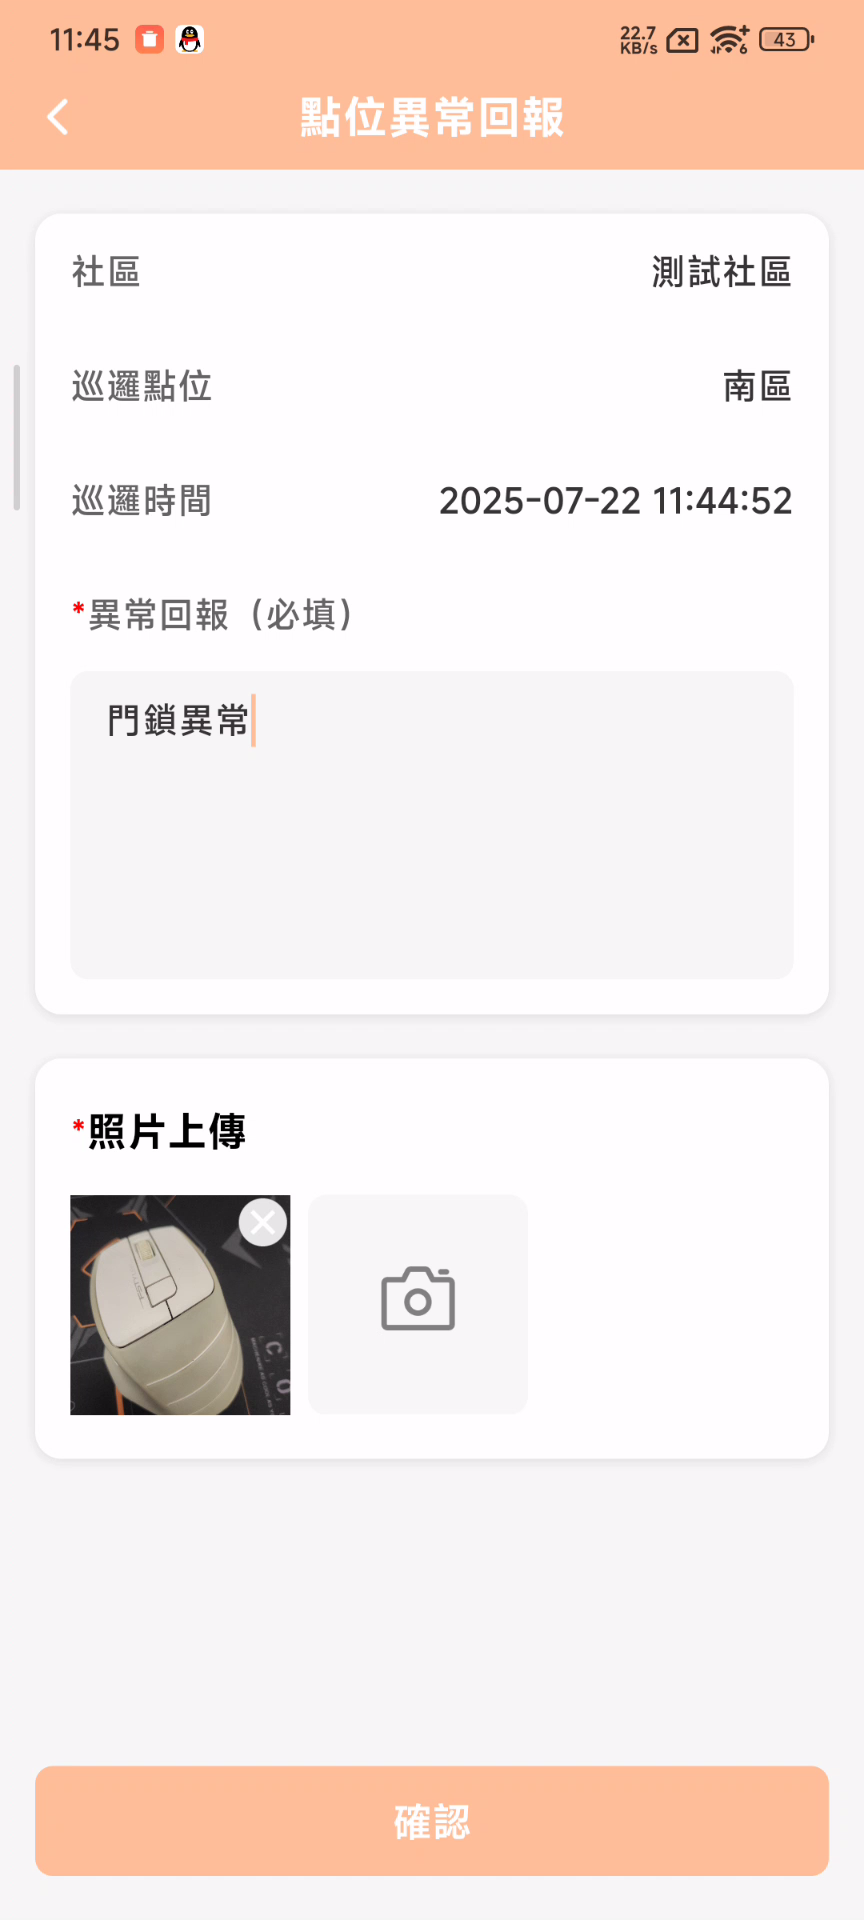 11:45
22.7
KB/s
43
點位異常回報
社區 測試社區
巡邏點位 南區
巡邏時間 2025-07-22 11:44:52
*異常回報（必填）
門鎖異常
*照片上傳
確認